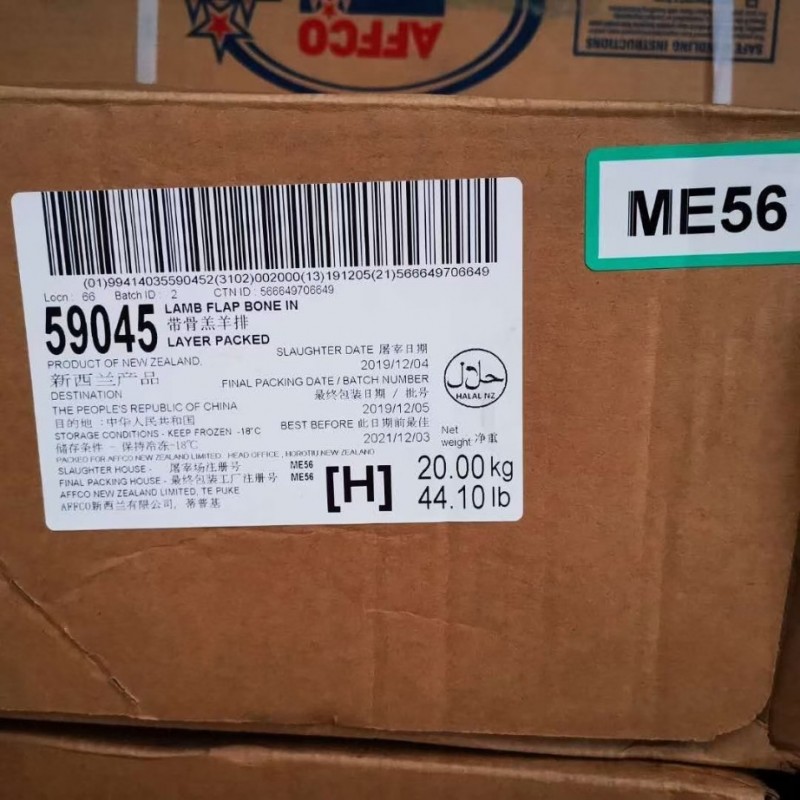 AFFCO
SAFE HANDLING INSTRUCTIONS
ME56
(01)99414035590452(3102)002000(13)191205(21)566649706649
Locn: 66 Batch ID: 2 CTN ID: 566649706649
59045
LAMB FLAP BONE IN
带骨羔羊排
LAYER PACKED
PRODUCT OF NEW ZEALAND.
新西兰产品
SLAUGHTER DATE 屠宰日期
2019/12/04
FINAL PACKING DATE / BATCH NUMBER
最终包装日期 / 批号
2019/12/05
BEST BEFORE 此日期前最佳
2021/12/03
حلال
HALAL NZ
DESTINATION
THE PEOPLE'S REPUBLIC OF CHINA
目的地 :中华人民共和国
STORAGE CONDITIONS - KEEP FROZEN -18°C
储存条件 - 保持冷冻-18°C
PACKED FOR AFFCO NEW ZEALAND LIMITED. HEAD OFFICE, HOROTIU NEW ZEALAND
SLAUGHTER HOUSE - 屠宰场注册号 ME56
FINAL PACKING HOUSE - 最终包装工厂注册号 ME56
AFFCO NEW ZEALAND LIMITED, TE PUKE
AFFCO新西兰有限公司, 蒂普基
[H]
Net weight 净重
20.00kg
44.10lb